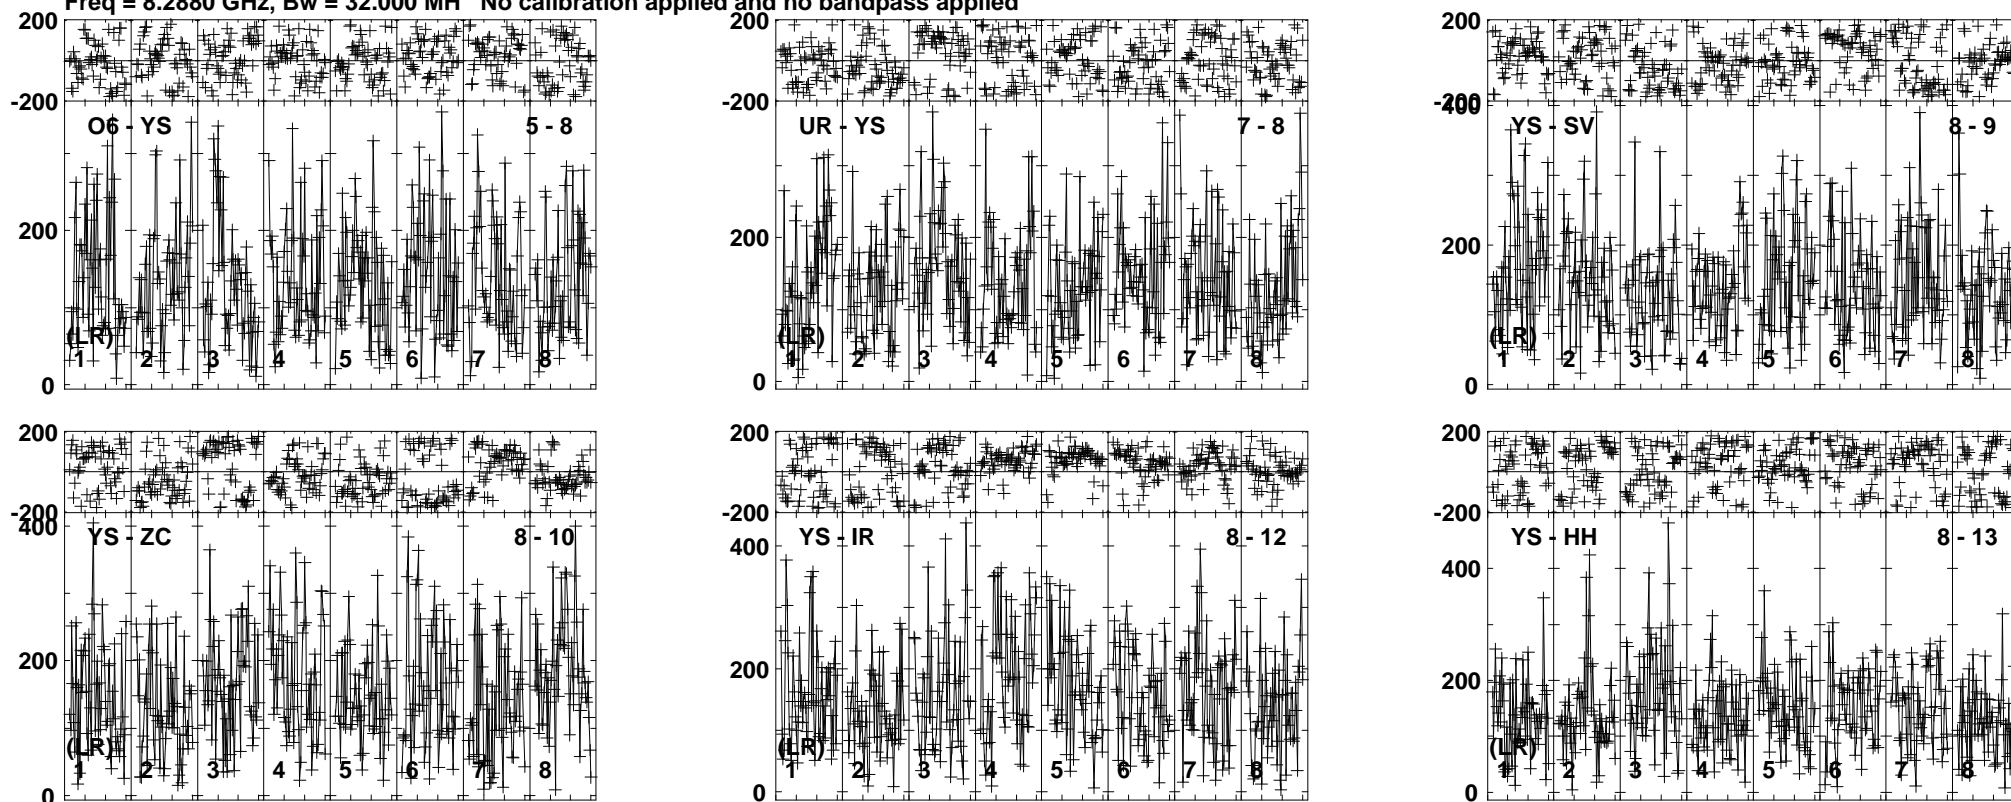 Freq = 8.2880 GHz, Bw = 32.000 MH No calibration applied and no bandpass applied
200 200 200
-200 -200 -200
400
O6 - YS 5 - 8 UR - YS 7 - 8 YS - SV 8 - 9
200 200 200
(LR) (LR) (LR)
1 2 3 4 5 6 7 8 1 2 3 4 5 6 7 8 1 2 3 4 5 6 7 8
0 0 0
200 200 200
-200 -200 -200
400 YS - ZC 8 - 10 YS - IR 8 - 12 YS - HH 8 - 13
400 400
200 200 200
(LR) (LR) (LR)
1 2 3 4 5 6 7 8 1 2 3 4 5 6 7 8 1 2 3 4 5 6 7 8
0 0 0